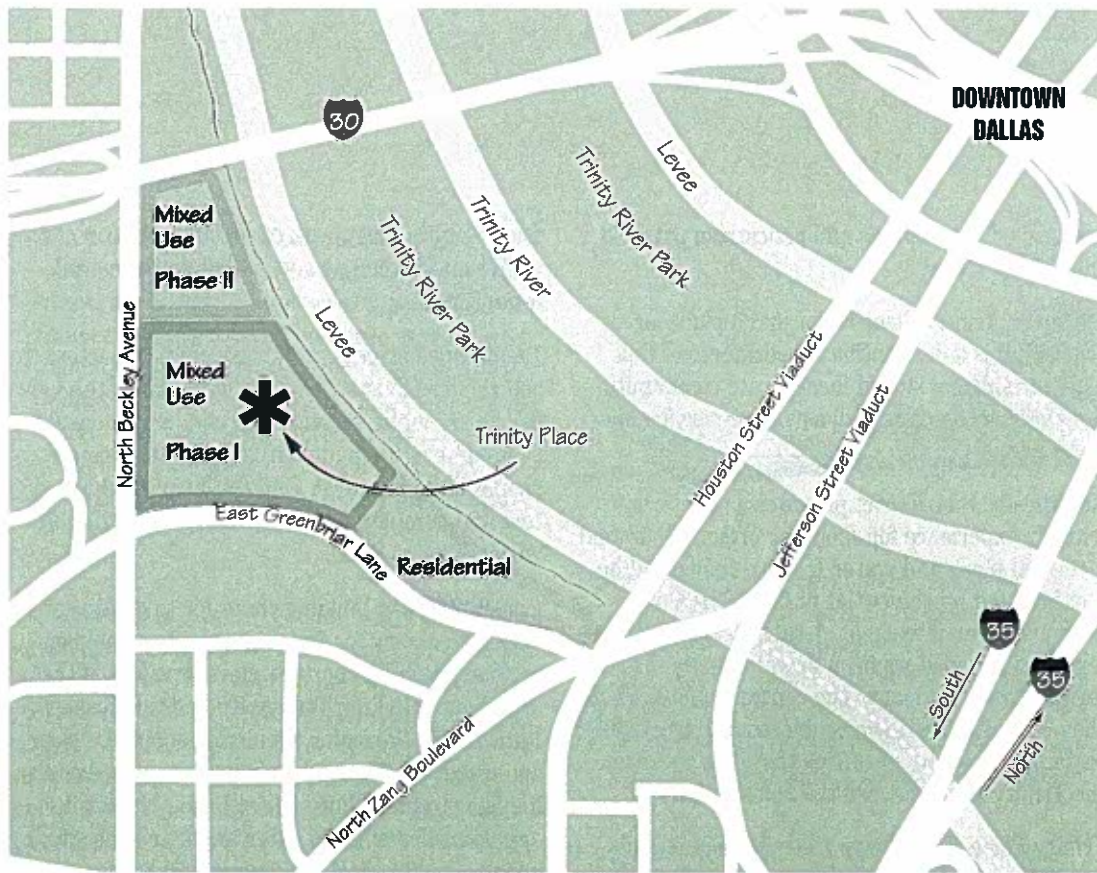 30
DOWNTOWN
DALLAS
Levee
Trinity River Park
Trinity River
Trinity River Park
Levee
Mixed
Use
Phase II
North Beckley Avenue
Mixed
Use
Phase I
Trinity Place
Houston Street Viaduct
Jefferson Street Viaduct
East Greenbriar Lane
Residential
35
South
35
North
North Zang Boulevard